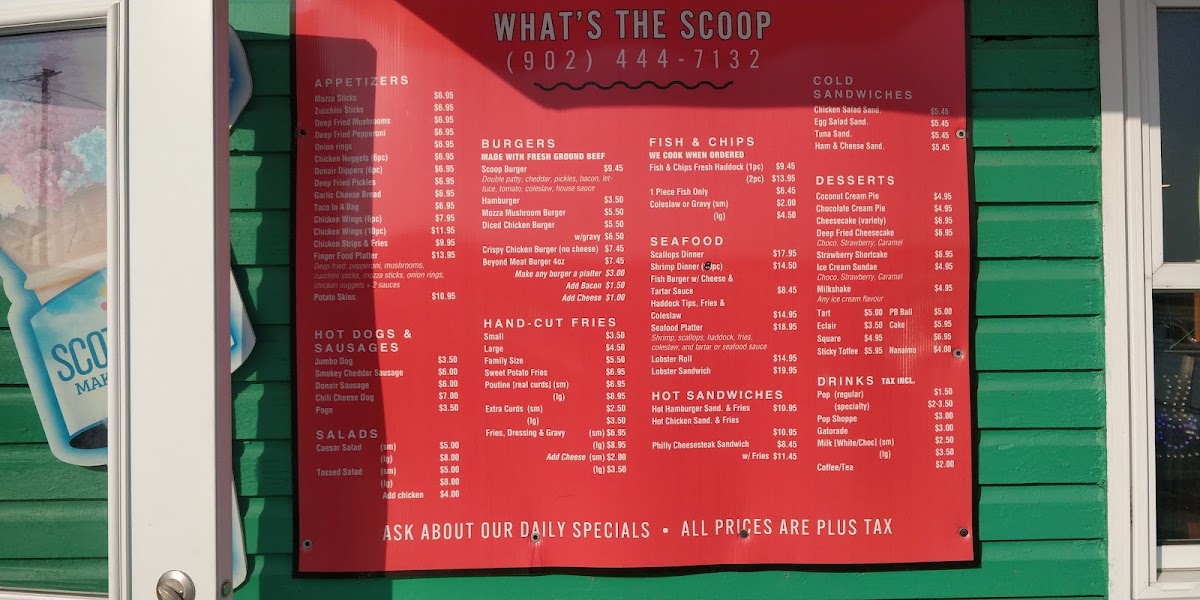 WHAT'S THE SCOOP
(902) 444-7132
APPETIZERS
Mozza Sticks $6.95
Zucchini Sticks $6.95
Deep Fried Mushrooms $6.95
Deep Fried Pepperoni $6.95
Onion rings $6.95
Chicken Nuggets (6pc) $6.95
Donair Dippers (6pc) $6.95
Deep Fried Pickles $6.95
Garlic Cheese Bread $6.95
Taco In A Bag $6.95
Chicken Wings (6pc) $7.95
Chicken Wings (10pc) $11.95
Chicken Strips & Fries $9.95
Finger Food Platter $13.95
Deep fried: pepperoni, mushrooms,
zucchini sticks, mozza sticks, onion rings,
chicken nuggets + 2 sauces
Potato Skins $10.95
HOT DOGS &
SAUSAGES
Jumbo Dog $3.50
Smokey Cheddar Sausage $6.00
Donair Sausage $6.00
Chili Cheese Dog $7.00
Pogo $3.50
SALADS
Caesar Salad (sm) $5.00
(lg) $8.00
Tossed Salad (sm) $5.00
(lg) $8.00
Add chicken $4.00
BURGERS
MADE WITH FRESH GROUND BEEF
Scoop Burger $9.45
Double patty, cheddar, pickles, bacon, let-
tuce, tomato, coleslaw, house sauce
Hamburger $3.50
Mozza Mushroom Burger $5.50
Diced Chicken Burger $5.50
w/gravy $6.50
Crispy Chicken Burger (no cheese) $7.45
Beyond Meat Burger 4oz $7.45
Make any burger a platter $3.00
Add Bacon $1.50
Add Cheese $1.00
HAND-CUT FRIES
Small $3.50
Large $4.50
Family Size $5.50
Sweet Potato Fries $6.95
Poutine [real curds] (sm) $6.95
(lg) $8.95
Extra Curds (sm) $2.50
(lg) $3.50
Fries, Dressing & Gravy (sm) $6.95
(lg) $8.95
Add Cheese (sm) $2.00
(lg) $3.50
FISH & CHIPS
WE COOK WHEN ORDERED
Fish & Chips Fresh Haddock (1pc) $9.45
(2pc) $13.95
1 Piece Fish Only $6.45
Coleslaw or Gravy (sm) $2.00
(lg) $4.50
SEAFOOD
Scallops Dinner $17.95
Shrimp Dinner $14.50
Fish Burger w/ Cheese &
Tartar Sauce $8.45
Haddock Tips, Fries &
Coleslaw $14.95
Seafood Platter $18.95
Shrimp, scallops, haddock, fries,
coleslaw, and tartar or seafood sauce
Lobster Roll $14.95
Lobster Sandwich $19.95
HOT SANDWICHES
Hot Hamburger Sand. & Fries $10.95
Hot Chicken Sand. & Fries
$10.95
Philly Cheesesteak Sandwich $8.45
w/ Fries $11.45
COLD
SANDWICHES
Chicken Salad Sand. $5.45
Egg Salad Sand. $5.45
Tuna Sand. $5.45
Ham & Cheese Sand. $5.45
DESSERTS
Coconut Cream Pie $4.95
Chocolate Cream Pie $4.95
Cheesecake (variety) $6.95
Deep Fried Cheesecake $6.95
Choco, Strawberry, Caramel
Strawberry Shortcake $6.95
Ice Cream Sundae $4.95
Choco, Strawberry, Caramel
Milkshake $4.95
Any ice cream flavour
Tart $5.00 PB Ball $5.00
Eclair $3.50 Cake $5.95
Square $4.95 $6.95
Sticky Toffee $5.95 Nanaimo $4.00
DRINKS TAX INCL.
Pop (regular) $1.50
(specialty) $2-3.50
Pop Shoppe $3.00
Gatorade $3.00
Milk [White/Choc] (sm) $2.50
(lg) $3.50
Coffee/Tea $2.00
ASK ABOUT OUR DAILY SPECIALS • ALL PRICES ARE PLUS TAX